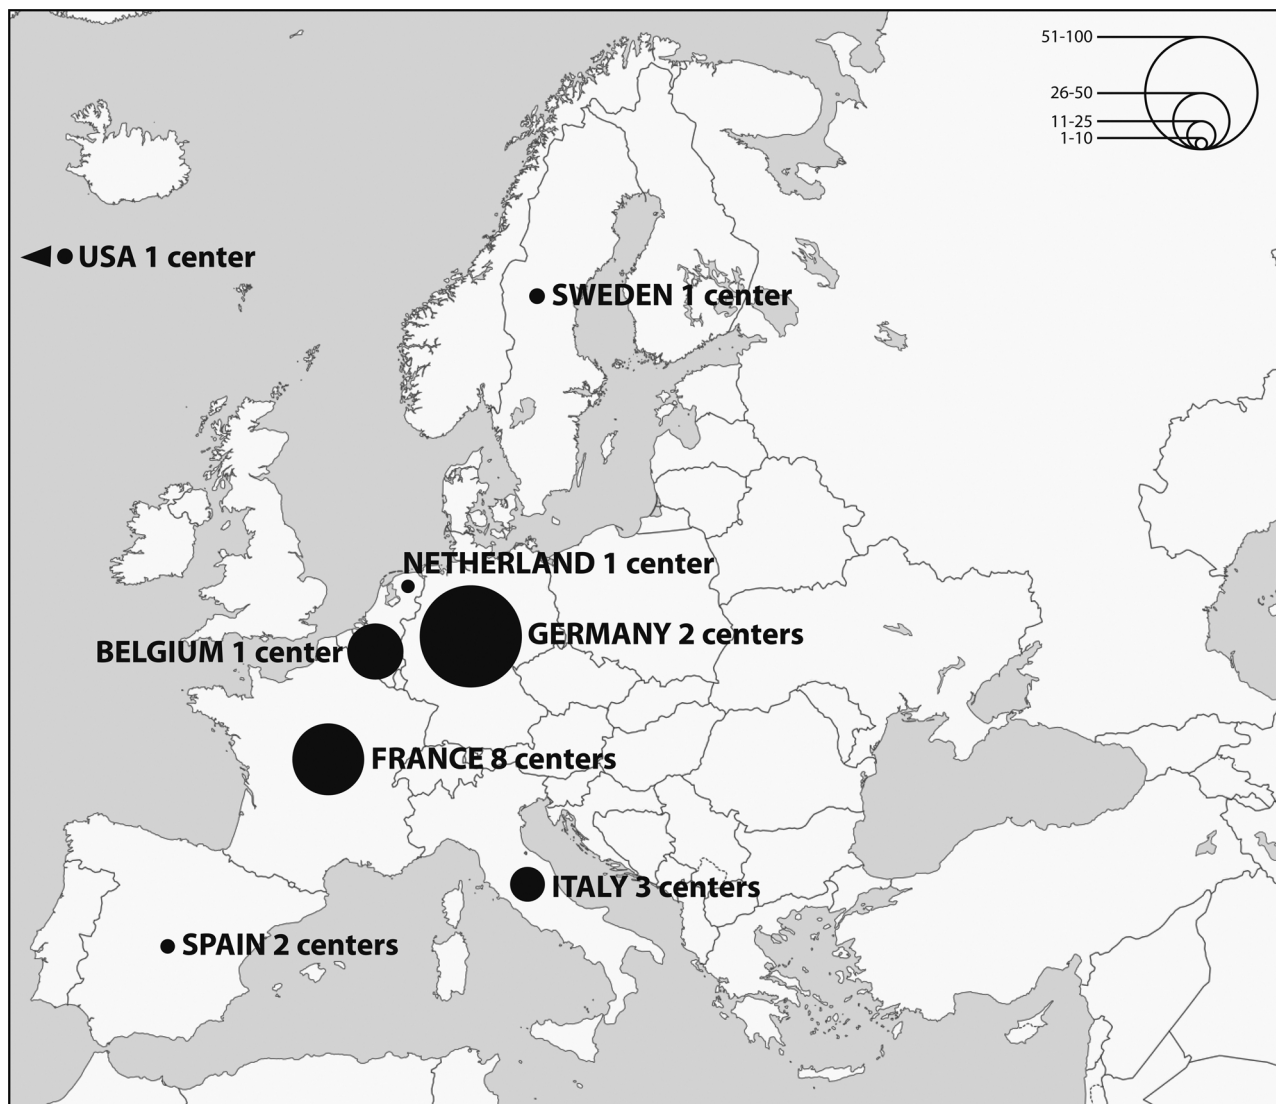 51-100
26-50
11-25
1-10
USA 1 center
SWEDEN 1 center
NETHERLAND 1 center
GERMANY 2 centers
BELGIUM 1 center
FRANCE 8 centers
ITALY 3 centers
SPAIN 2 centers